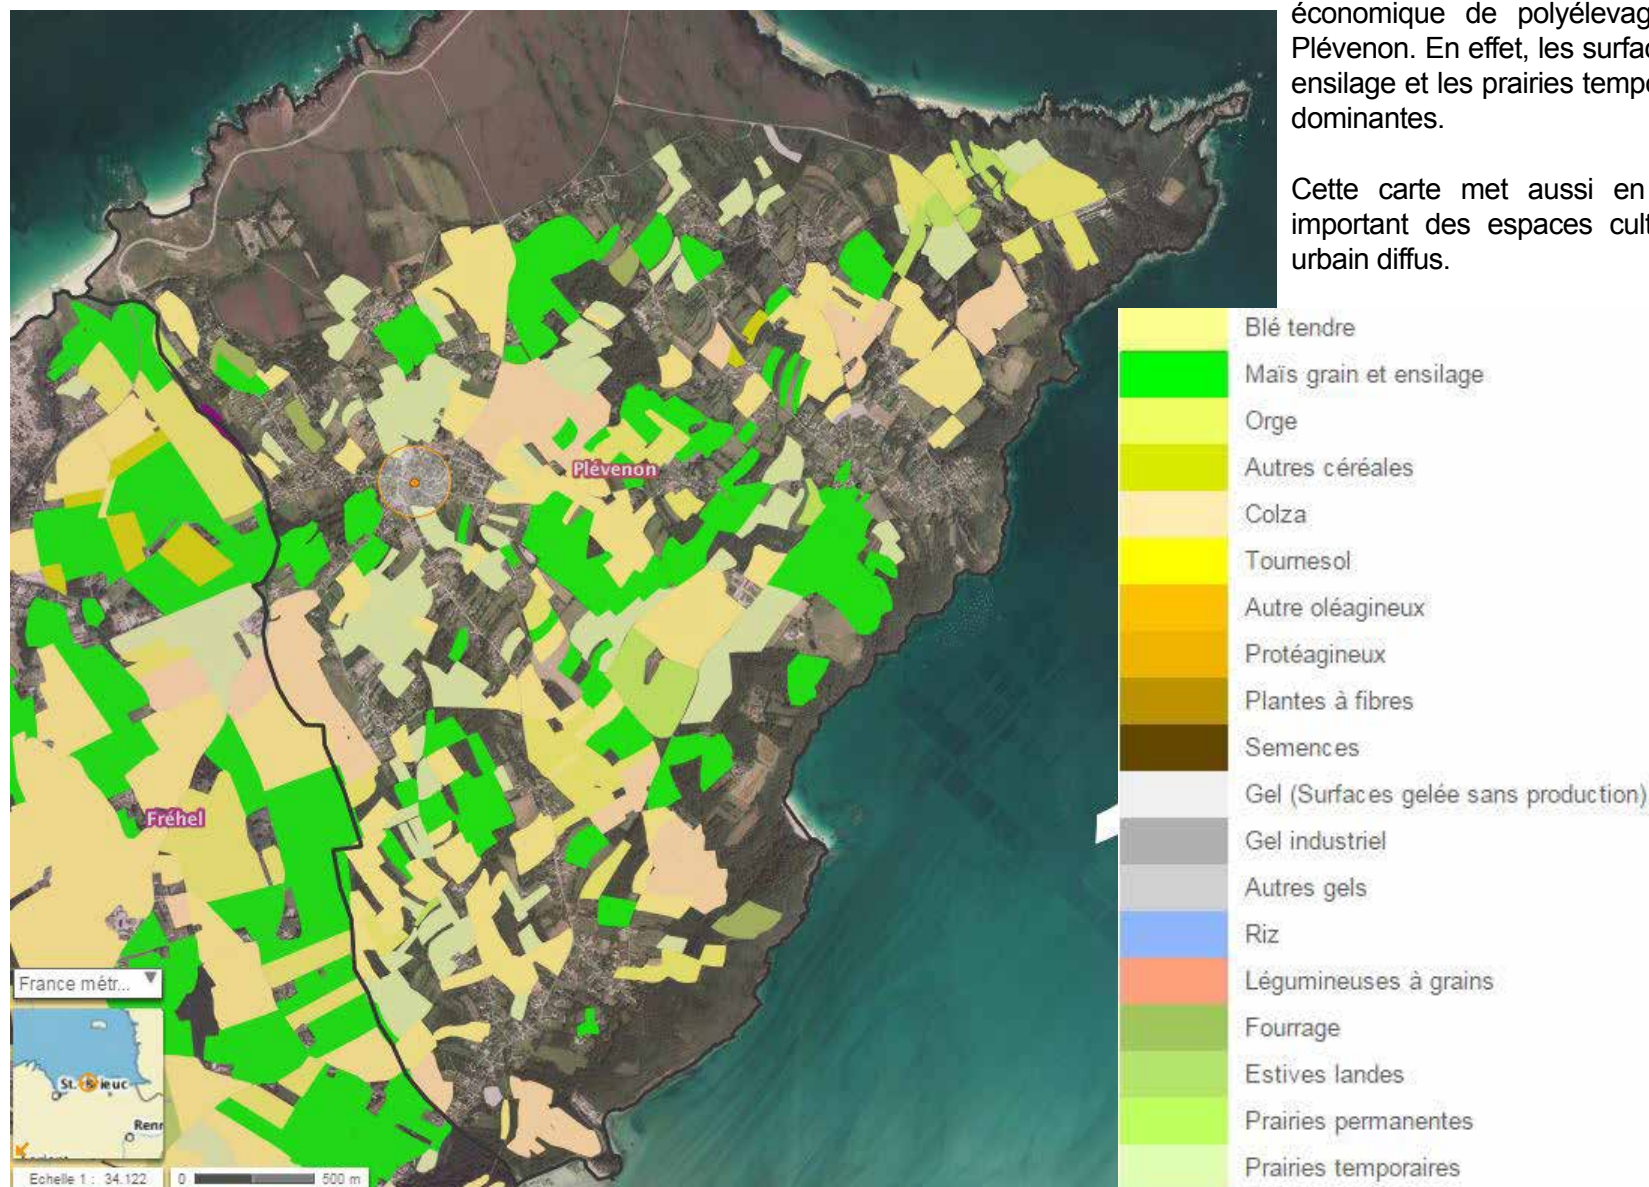 économique de polyélevag
Plévenon. En effet, les surfac
ensilage et les prairies tempo
dominantes.
Cette carte met aussi en
important des espaces cult
urbain diffus.
Plévenon
Fréhel
France métr...
St. Brieuc
Renn
Echelle 1 : 34.122
0 500 m
Blé tendre
Maïs grain et ensilage
Orge
Autres céréales
Colza
Tournesol
Autre oléagineux
Protéagineux
Plantes à fibres
Semences
Gel (Surfaces gelée sans production)
Gel industriel
Autres gels
Riz
Légumineuses à grains
Fourrage
Estives landes
Prairies permanentes
Prairies temporaires